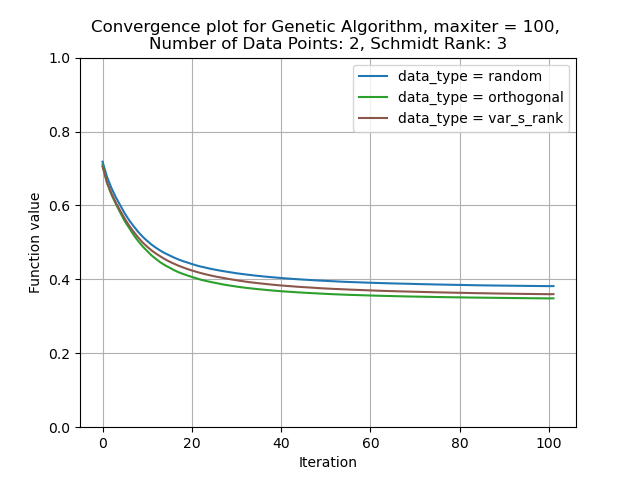 Convergence plot for Genetic Algorithm, maxiter = 100,
Number of Data Points: 2, Schmidt Rank: 3
data_type = random
data_type = orthogonal
data_type = var_s_rank
Function value
1.0
0.8
0.6
0.4
0.2
0.0
0 20 40 60 80 100
Iteration